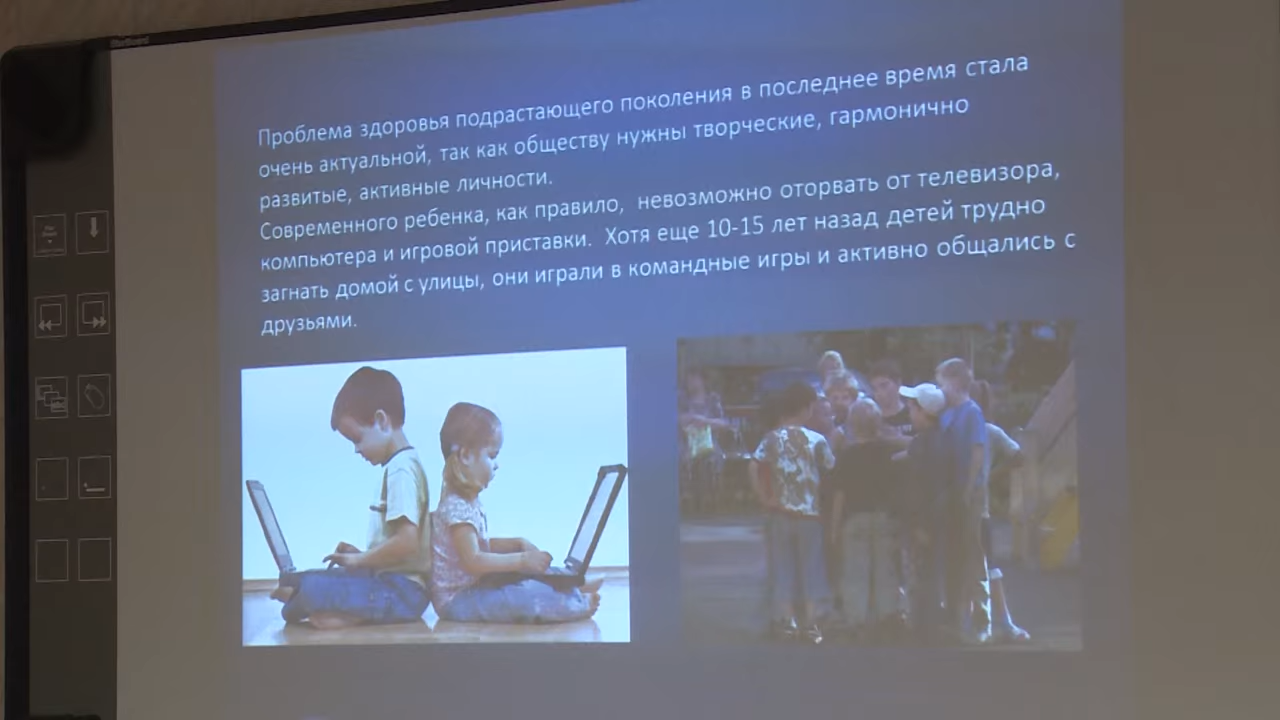 Проблема здоровья подрастающего поколения в последнее время стала
очень актуальной, так как обществу нужны творческие, гармонично
развитые, активные личности.
Современного ребенка, как правило, невозможно оторвать от телевизора,
компьютера и игровой приставки. Хотя еще 10-15 лет назад детей трудно
загнать домой с улицы, они играли в командные игры и активно общались с
друзьями.